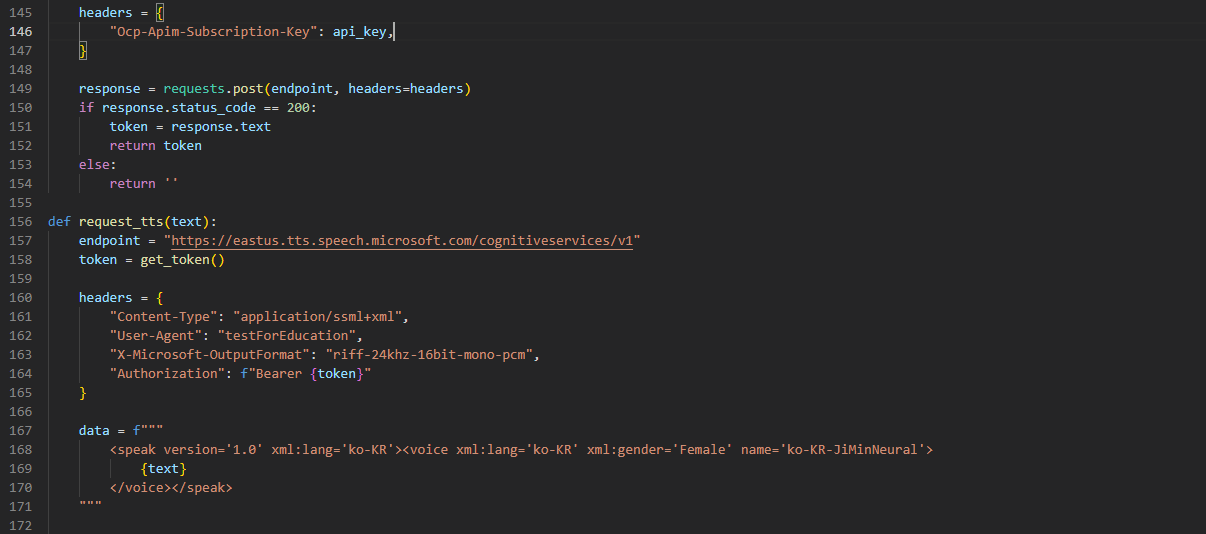 145 headers = {
146 "Ocp-Apim-Subscription-Key": api_key,
147 }
148
149 response = requests.post(endpoint, headers=headers)
150 if response.status_code == 200:
151 token = response.text
152 return token
153 else:
154 return ''
155
156 def request_tts(text):
157 endpoint = "https://eastus.tts.speech.microsoft.com/cognitiveservices/v1"
158 token = get_token()
159
160 headers = {
161 "Content-Type": "application/ssml+xml",
162 "User-Agent": "testForEducation",
163 "X-Microsoft-OutputFormat": "riff-24khz-16bit-mono-pcm",
164 "Authorization": f"Bearer {token}"
165 }
166
167 data = f"""
168 <speak version='1.0' xml:lang='ko-KR'><voice xml:lang='ko-KR' xml:gender='Female' name='ko-KR-JiMinNeural'>
169 {text}
170 </voice></speak>
171 """
172